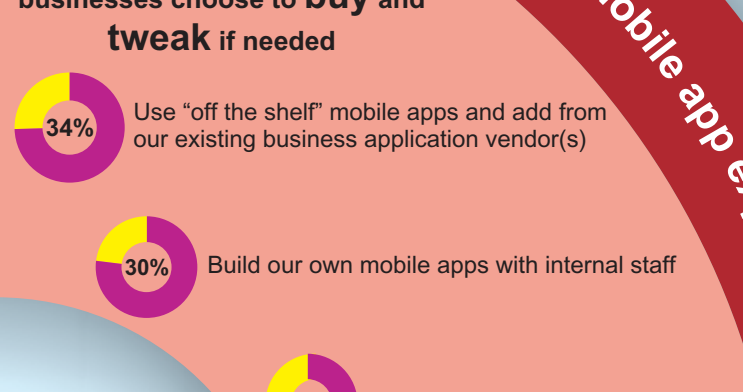 businesses choose to buy and
tweak if needed
34%
Use “off the shelf” mobile apps and add from
our existing business application vendor(s)
30%
Build our own mobile apps with internal staff
app